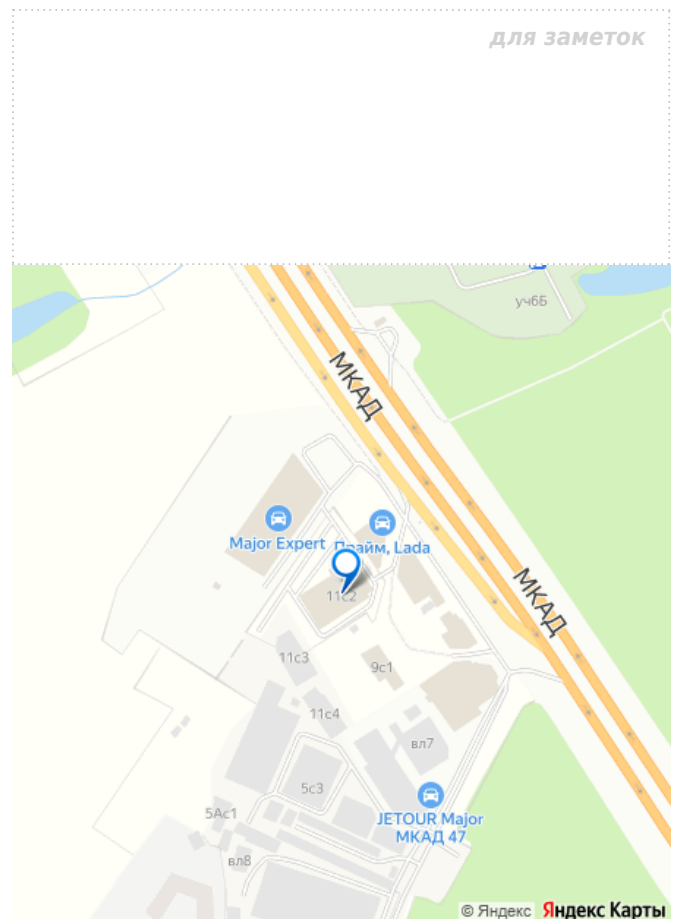 для заметок
уч6Б
МКАД
Major Expert
Прайм, Lada
11с2
МКАД
11с3
9с1
11с4
вл7
5с3
JETOUR Major
МКАД 47
5Ас1
вл8
© Яндекс Яндекс Карты